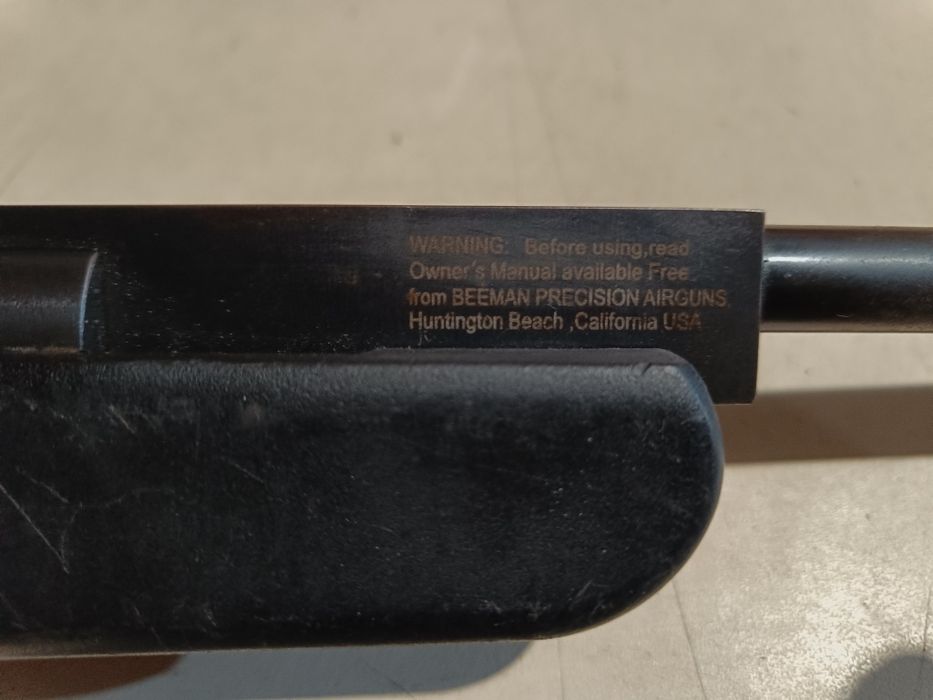 WARNING: Before using,read
Owner's Manual available Free
from BEEMAN PRECISION AIRGUNS
Huntington Beach ,California USA